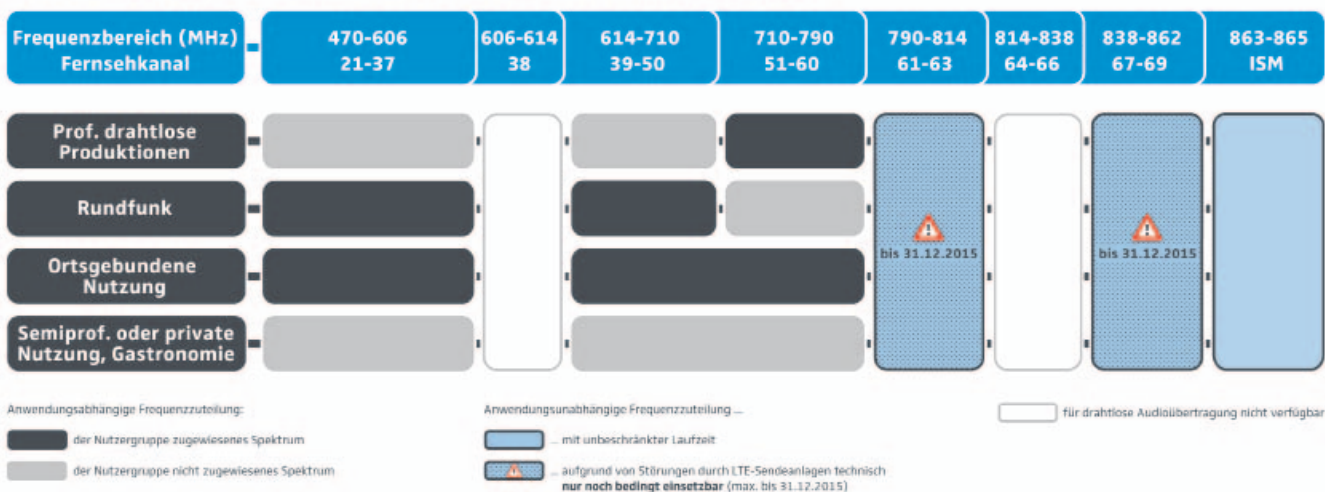 Frequenzbereich (MHz)
Fernsehkanal
470-606
21-37
606-614
38
614-710
39-50
710-790
51-60
790-814
61-63
814-838
64-66
838-862
67-69
863-865
ISM
Prof. drahtlose
Produktionen
Rundfunk
bis 31.12.2015
bis 31.12.2015
Ortsgebundene
Nutzung
Semiprof. oder private
Nutzung, Gastronomie
Anwendungsabhängige Frequenzzuteilung:
der Nutzergruppe zugewiesenes Spektrum
der Nutzergruppe nicht zugewiesenes Spektrum
Anwendungsunabhängige Frequenzzuteilung ...
... mit unbeschränkter Laufzeit
... aufgrund von Störungen durch LTE-Sendeanlagen technisch
nur noch bedingt einsetzbar (max. bis 31.12.2015)
für drahtlose Audioübertragung nicht verfügbar